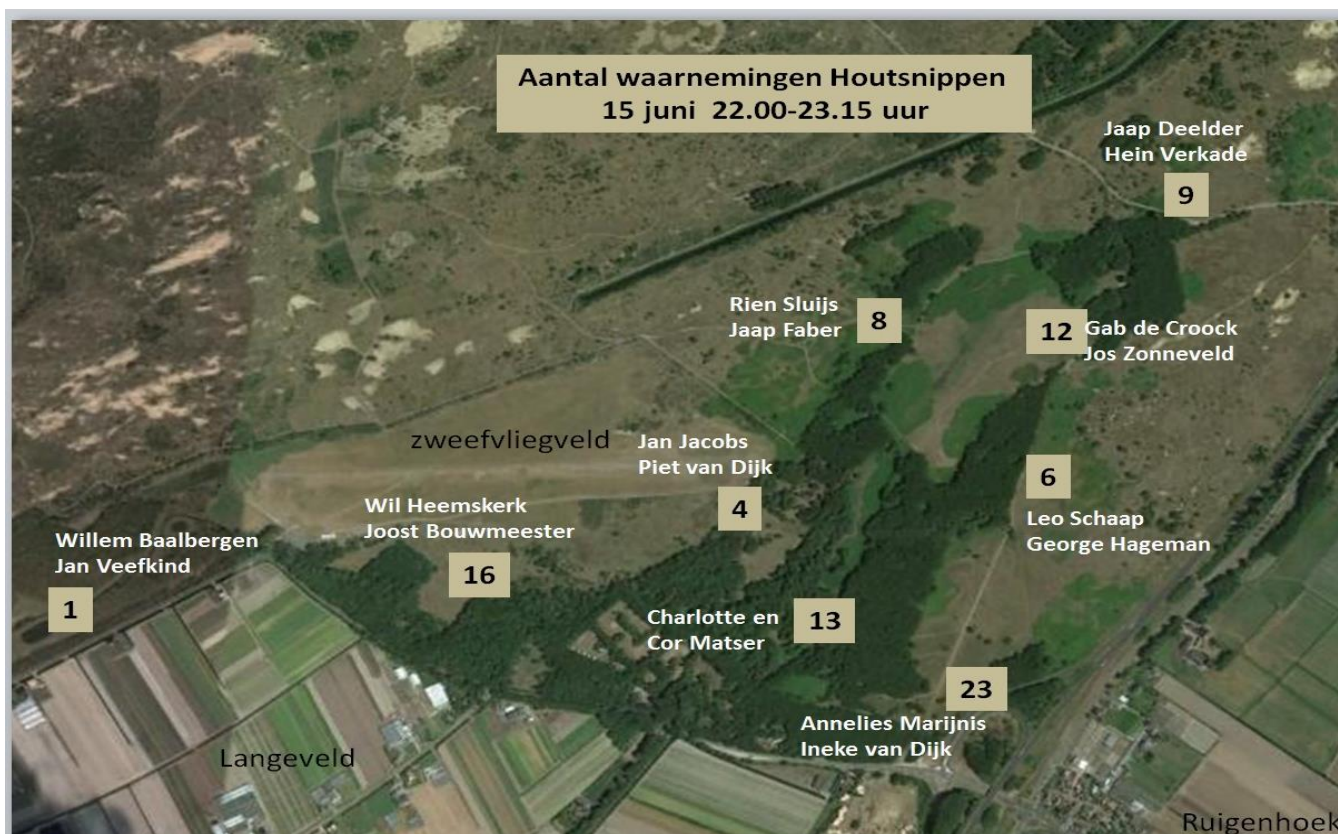 Aantal waarnemingen Houtsnippen
15 juni 22.00-23.15 uur
Jaap Deelder
Hein Verkade
9
Rien Sluijs
Jaap Faber
8
12
Gab de Croock
Jos Zonneveld
zweefvliegveld
Jan Jacobs
Piet van Dijk
4
6
Leo Schaap
George Hageman
Wil Heemskerk
Joost Bouwmeester
16
Willem Baalbergen
Jan Veefkind
1
Charlotte en
Cor Matser
13
23
Annelies Marijnis
Ineke van Dijk
Langeveld
Ruigenhoek